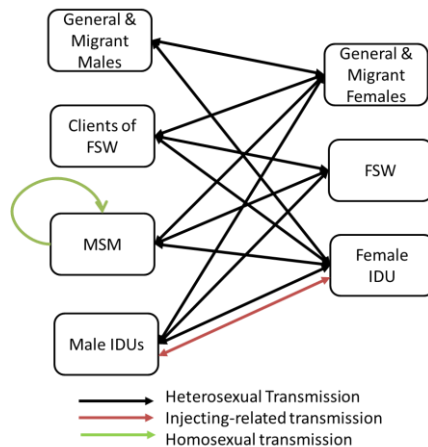 General &
Migrant
Males
General &
Migrant
Females
Clients of
FSW
FSW
MSM
Female
IDU
Male IDUs
Heterosexual Transmission
Injecting-related transmission
Homosexual transmission